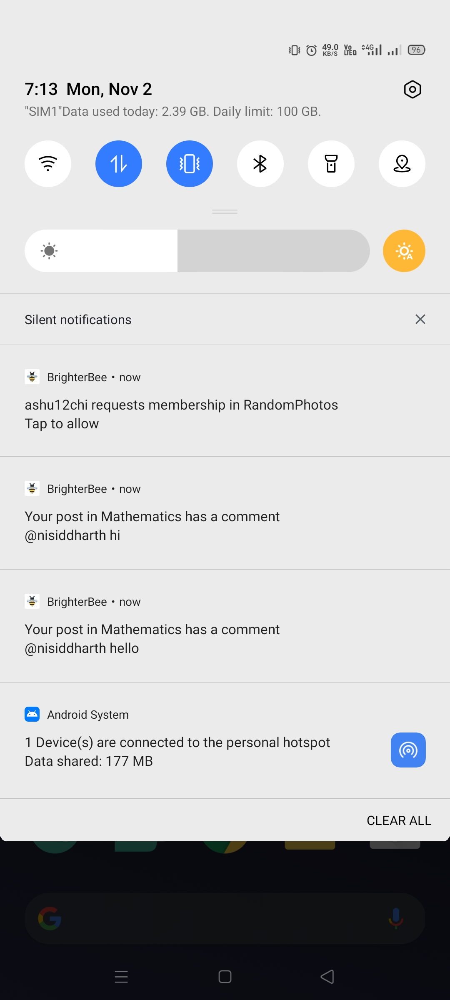 49.0
KB/S
Vo
LTE D
4G
96
7:13 Mon, Nov 2
"SIM1"Data used today: 2.39 GB. Daily limit: 100 GB.
A
Silent notifications
BrighterBee • now
ashu12chi requests membership in RandomPhotos
Tap to allow
BrighterBee • now
Your post in Mathematics has a comment
@nisiddharth hi
BrighterBee • now
Your post in Mathematics has a comment
@nisiddharth hello
Android System
1 Device(s) are connected to the personal hotspot
Data shared: 177 MB
CLEAR ALL
G